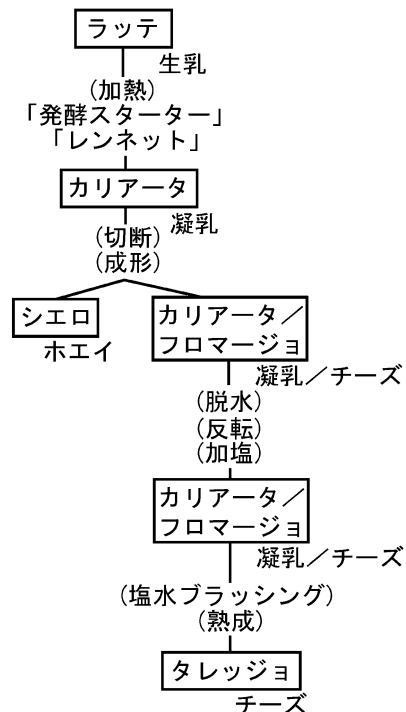 ラッテ
生乳
(加熱)
「発酵スターター」
「レンネット」
カリアータ
凝乳
(切断)
(成形)
シエロ
ホエイ
カリアータ／
フロマージョ
凝乳／チーズ
(脱水)
(反転)
(加塩)
カリアータ／
フロマージョ
凝乳／チーズ
(塩水ブラッシング)
(熟成)
タレッジョ
チーズ